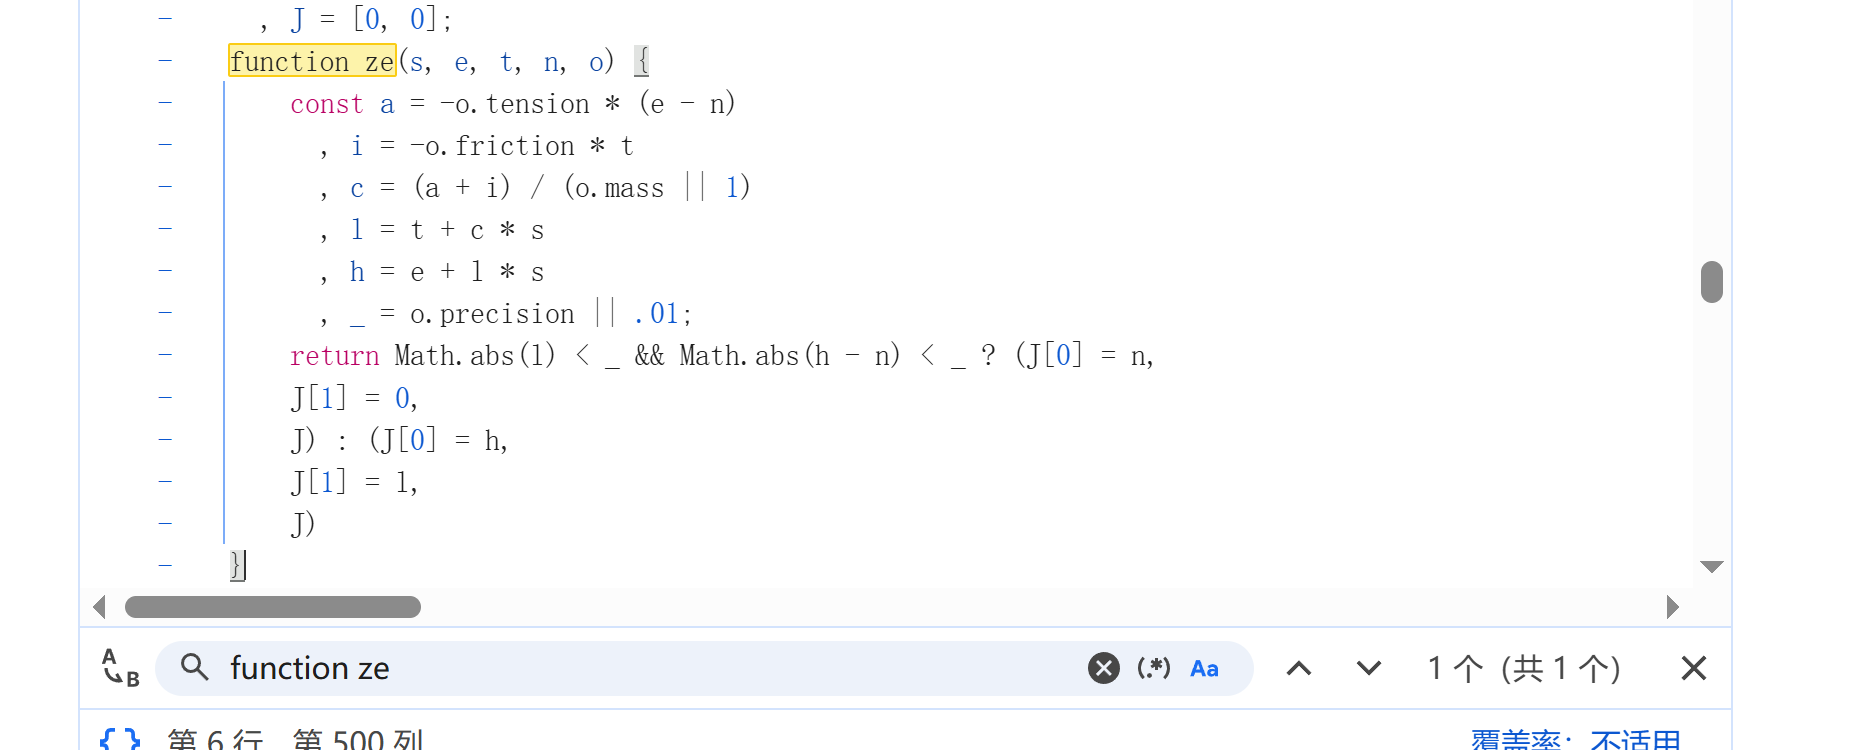 - , J = [0, 0];
- function ze(s, e, t, n, o) {
- const a = -o.tension * (e - n)
- , i = -o.friction * t
- , c = (a + i) / (o.mass || 1)
- , l = t + c * s
- , h = e + l * s
- , _ = o.precision || .01;
- return Math.abs(l) < _ && Math.abs(h - n) < _ ? (J[0] = n,
- J[1] = 0,
- J) : (J[0] = h,
- J[1] = l,
- J)
- }
A B function ze (.*) Aa 1 个 (共 1 个)
{ } 第 6 行，第 500 列 覆盖率：不适用